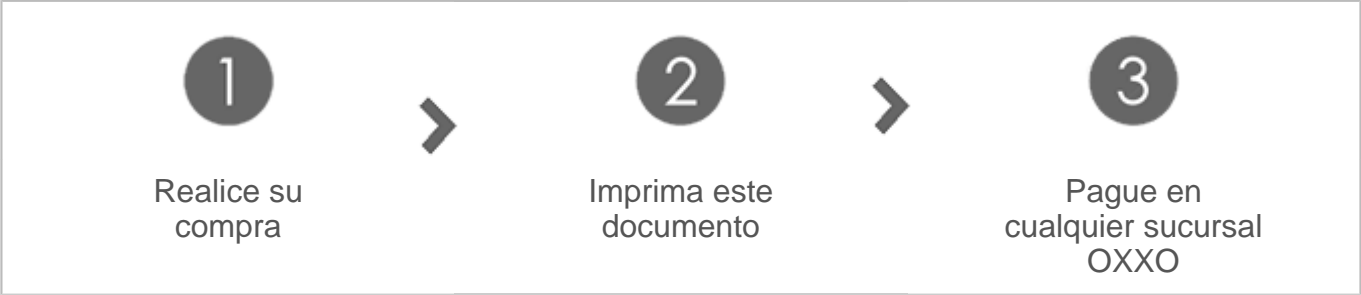 1
Realice su
compra
2
Imprima este
documento
3
Pague en
cualquier sucursal
OXXO